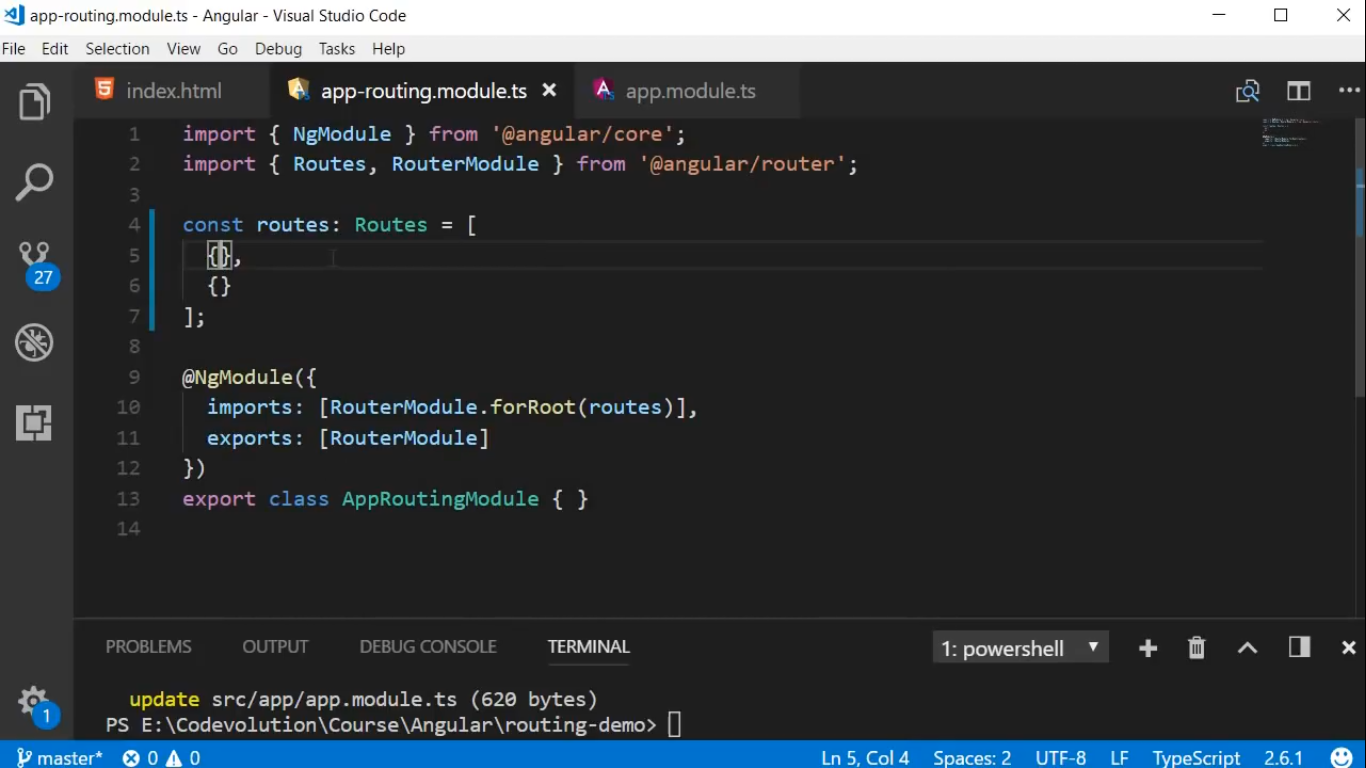 app-routing.module.ts - Angular - Visual Studio Code
File Edit Selection View Go Debug Tasks Help
index.html app-routing.module.ts app.module.ts
1 import { NgModule } from '@angular/core';
2 import { Routes, RouterModule } from '@angular/router';
3
4 const routes: Routes = [
5 {},
6 {}
7 ];
8
9 @NgModule({
10 imports: [RouterModule.forRoot(routes)],
11 exports: [RouterModule]
12 })
13 export class AppRoutingModule { }
14
27
1
PROBLEMS OUTPUT DEBUG CONSOLE TERMINAL 1: powershell
update src/app/app.module.ts (620 bytes)
PS E:\Codevolution\Course\Angular\routing-demo>
master* 0 0 Ln 5, Col 4 Spaces: 2 UTF-8 LF TypeScript 2.6.1